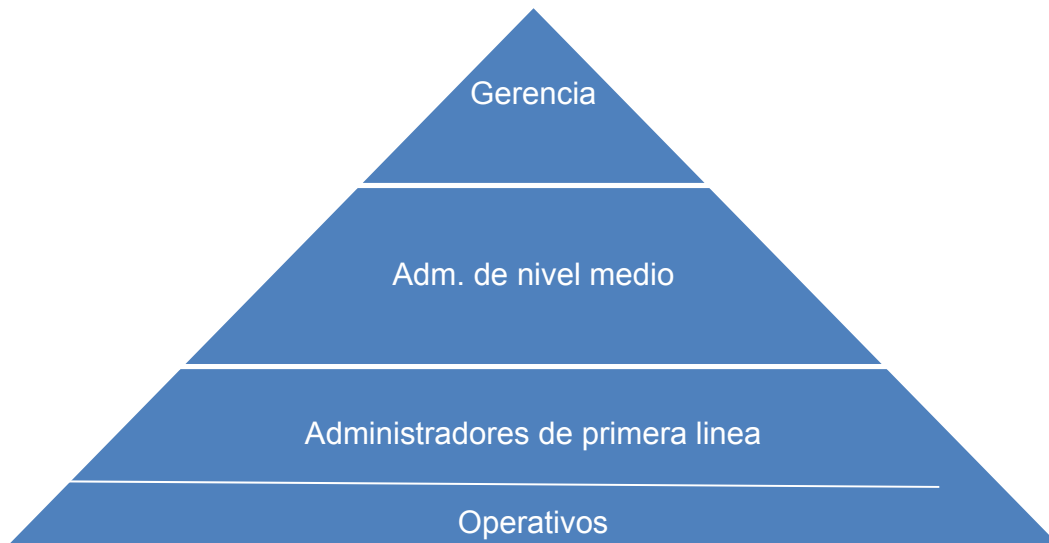 Gerencia
Adm. de nivel medio
Administradores de primera linea
Operativos